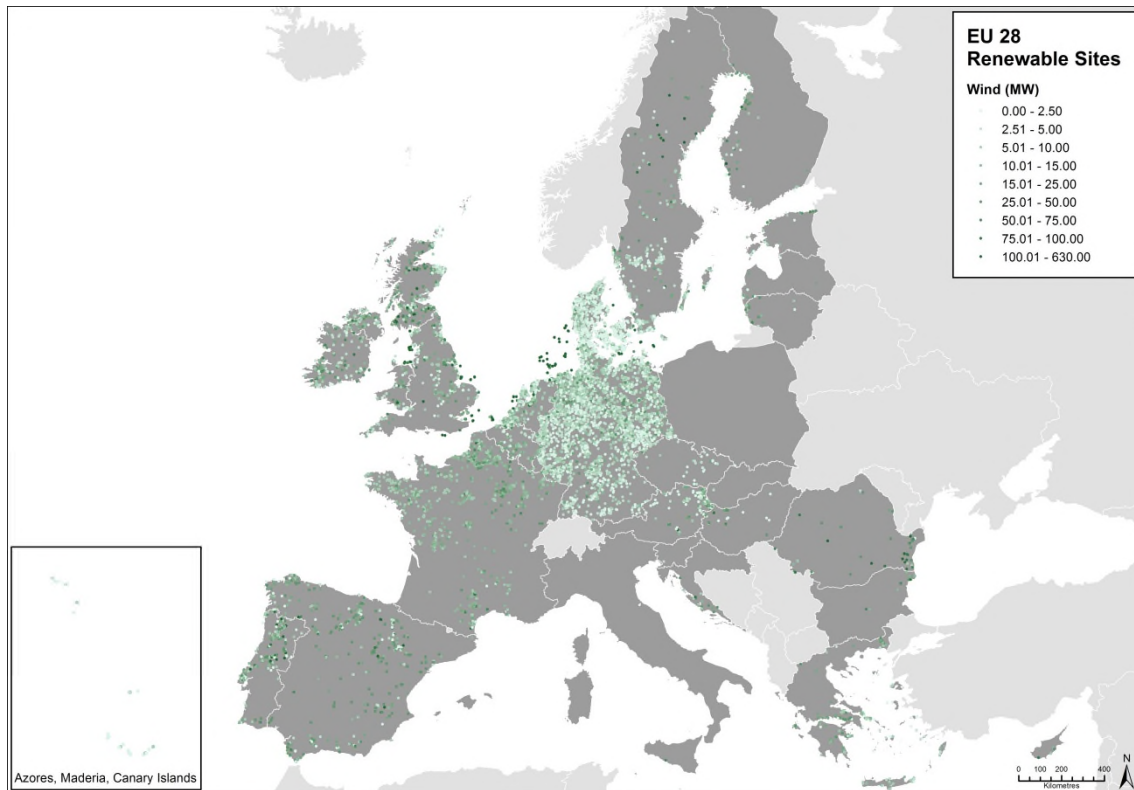 EU 28
Renewable Sites
Wind (MW)
0.00 - 2.50
2.51 - 5.00
5.01 - 10.00
10.01 - 15.00
15.01 - 25.00
25.01 - 50.00
50.01 - 75.00
75.01 - 100.00
100.01 - 630.00
Azores, Maderia, Canary Islands
N
0 100 200 400
Kilometres